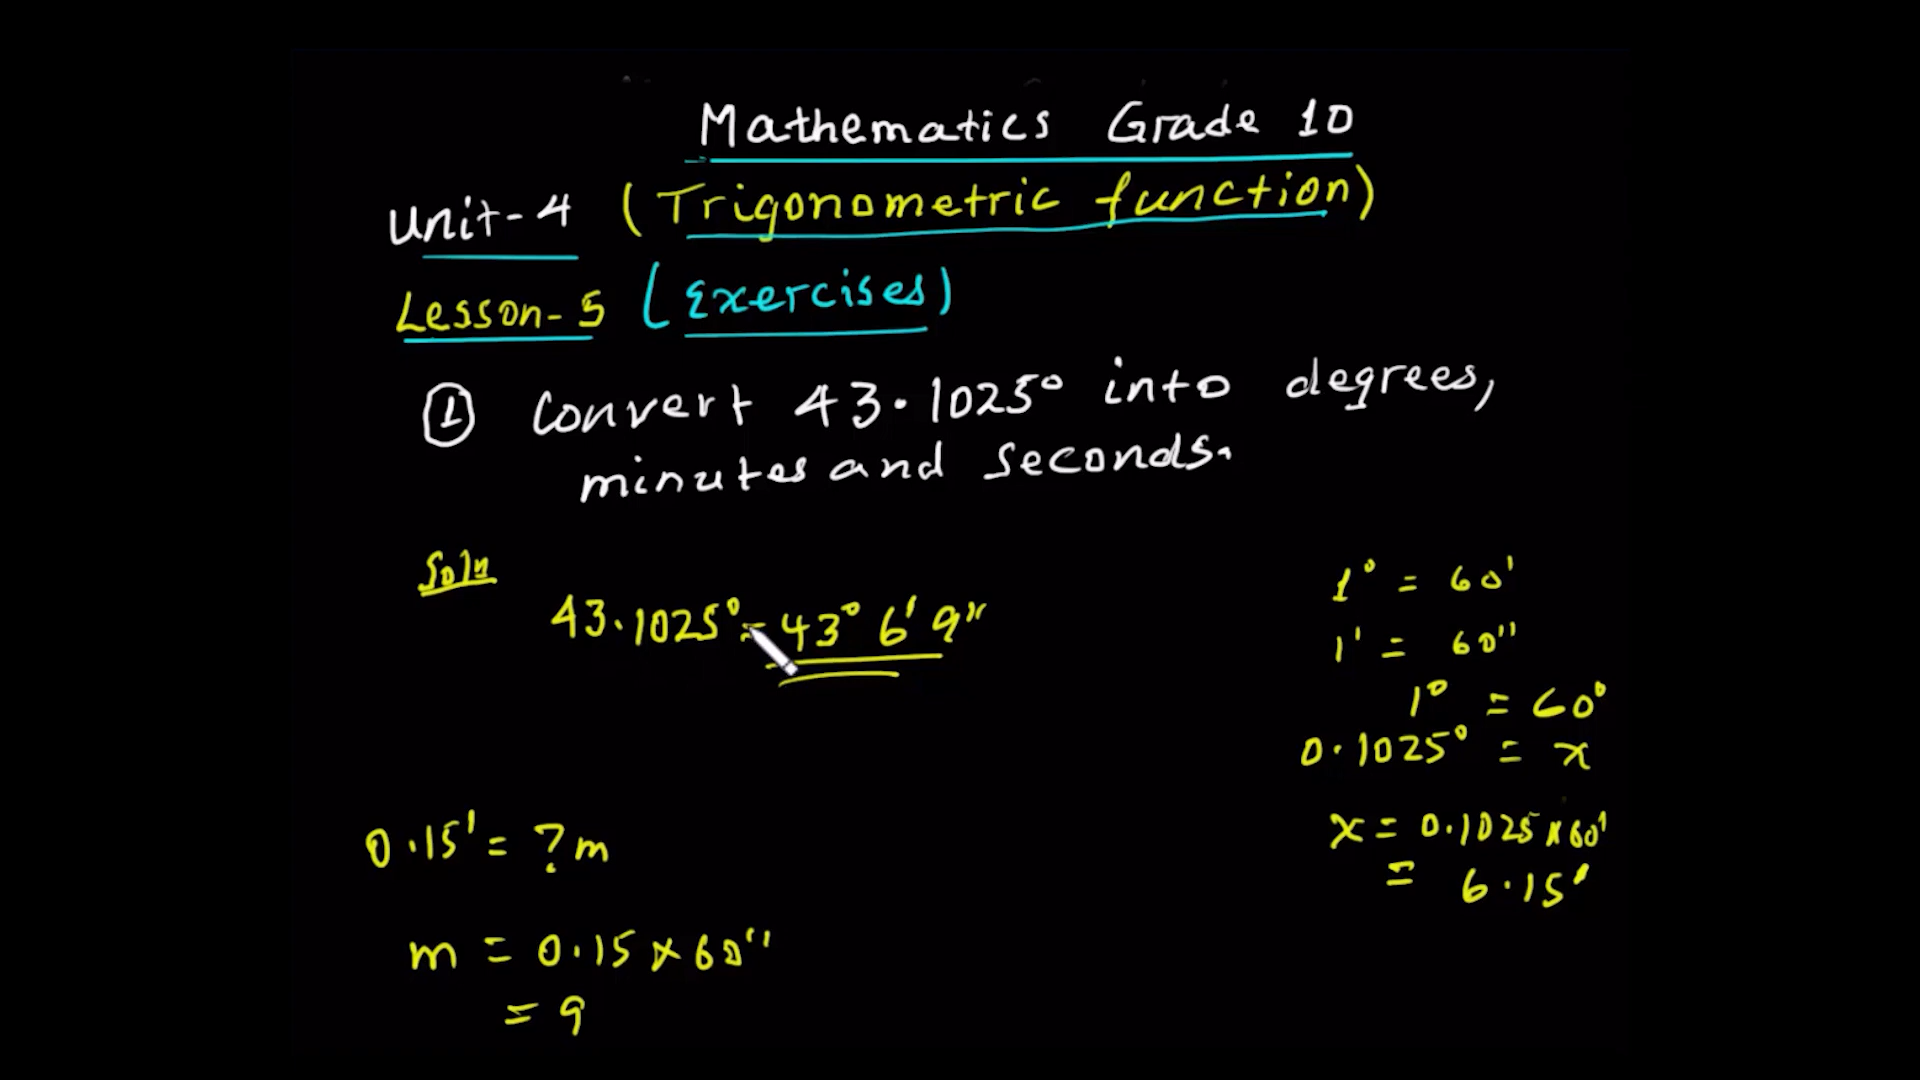 Mathematics Grade 10
Unit-4 (Trigonometric function)
Lesson-5 (Exercises)
① Convert 43.1025° into degrees,
minutes and seconds.
Soln
43.1025° = 43° 6' 9"
1° = 60'
1' = 60"
1° = 60°
0.1025° = x
x = 0.1025 × 60'
= 6.15'
0.15' = ? m
m = 0.15 × 60"
= 9